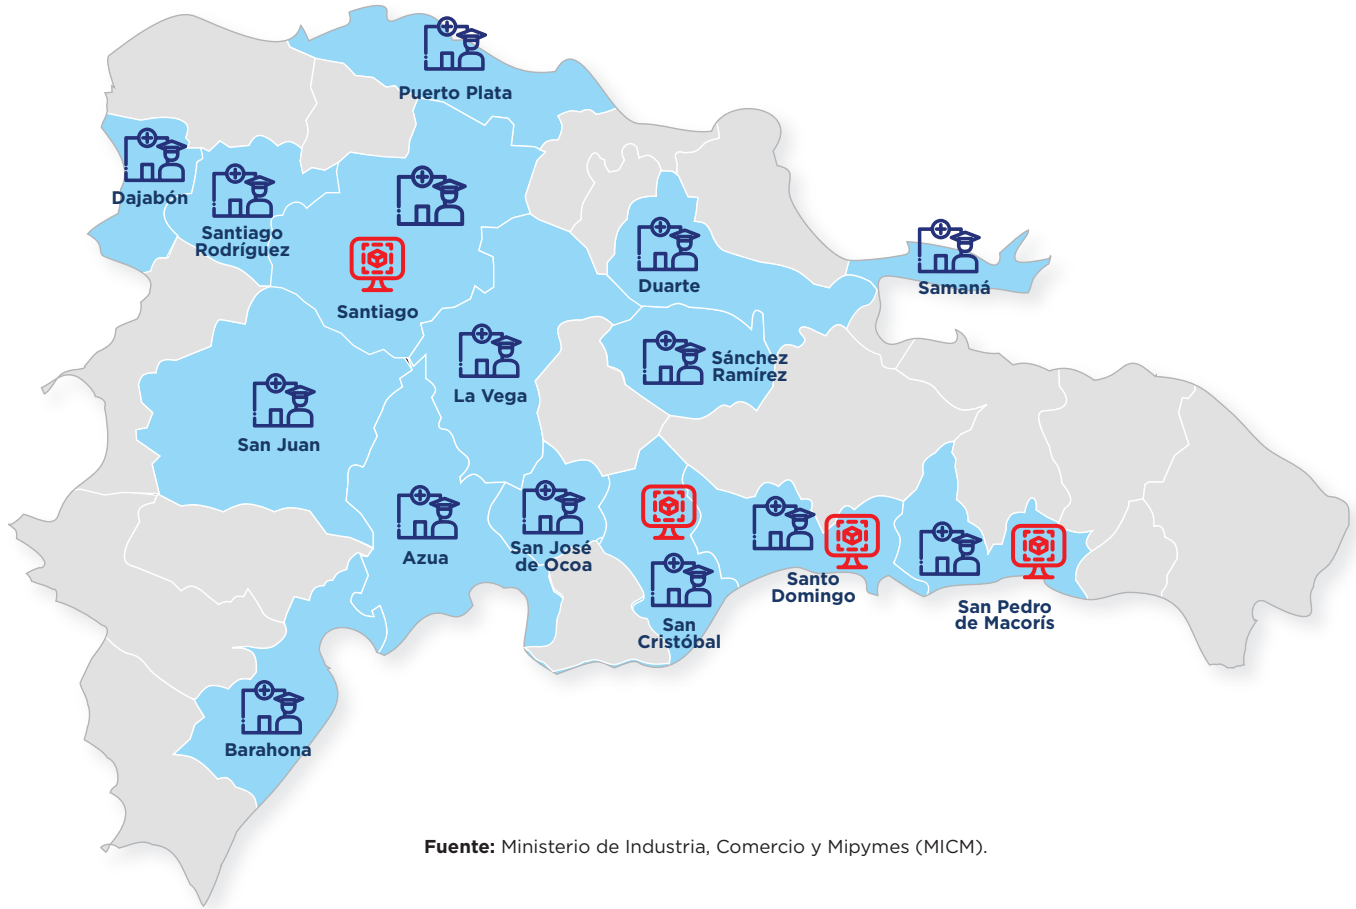 Puerto Plata
Dajabón
Santiago
Rodríguez
Santiago
Duarte
Samaná
Sánchez
Ramírez
La Vega
San Juan
Azua
San José
de Ocoa
San
Cristóbal
Santo
Domingo
San Pedro
de Macorís
Barahona
Fuente: Ministerio de Industria, Comercio y Mipymes (MICM).